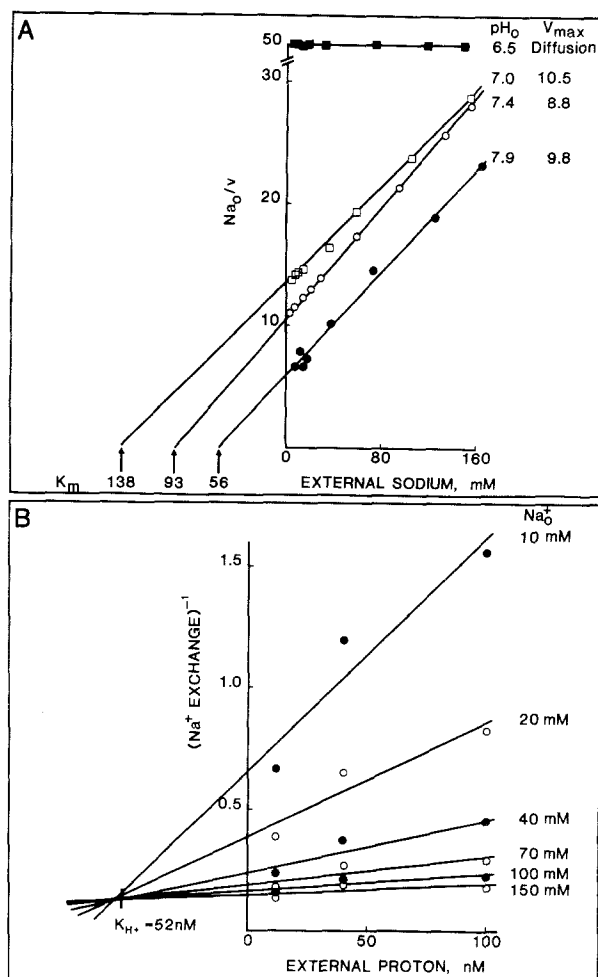 A
pHo Vmax
50 6.5 Diffusion
30 7.0 10.5
7.4 8.8
7.9 9.8
20
10
Nao/v
0 80 160
Km 138 93 56 EXTERNAL SODIUM, mM
B
Na+o
10 mM
1.5
1.0
20 mM
0.5
40 mM
70 mM
100 mM
150 mM
(Na+ EXCHANGE)-1
KH+ =52nM
0 50 100
EXTERNAL PROTON, nM